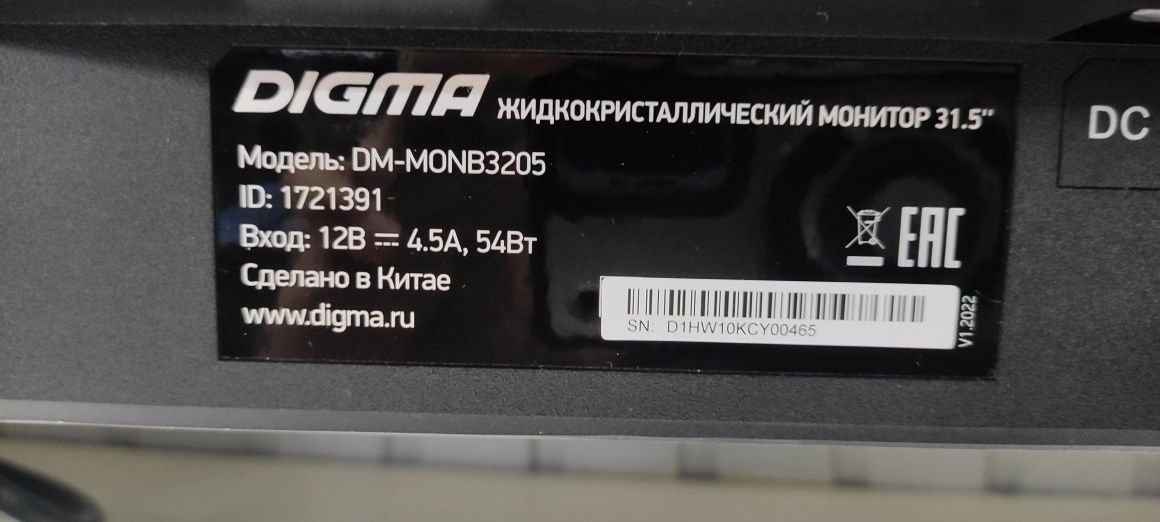 DIGMA ЖИДКОКРИСТАЛЛИЧЕСКИЙ МОНИТОР 31.5"
Модель: DM-MONB3205
ID: 1721391
Вход: 12В ⎓ 4.5А, 54Вт
Сделано в Китае
www.digma.ru
EAC
SN: D1HW10KCY00465
V1.2022
DC